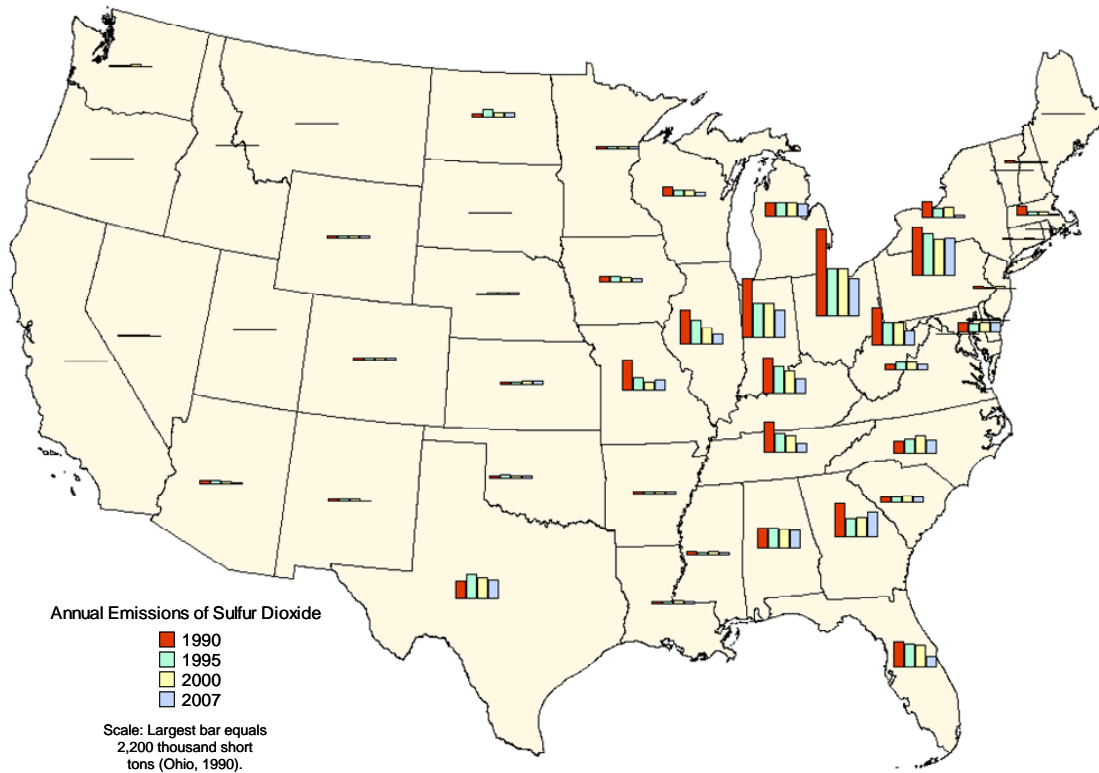 Annual Emissions of Sulfur Dioxide
1990
1995
2000
2007
Scale: Largest bar equals
2,200 thousand short
tons (Ohio, 1990).